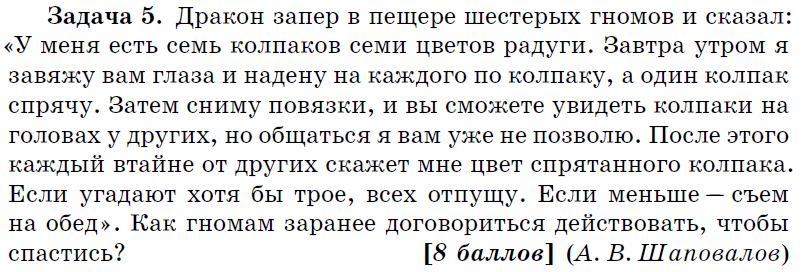 Задача 5. Дракон запер в пещере шестерых гномов и сказал:
«У меня есть семь колпаков семи цветов радуги. Завтра утром я
завяжу вам глаза и надену на каждого по колпаку, а один колпак
спрячу. Затем сниму повязки, и вы сможете увидеть колпаки на
головах у других, но общаться я вам уже не позволю. После этого
каждый втайне от других скажет мне цвет спрятанного колпака.
Если угадают хотя бы трое, всех отпущу. Если меньше — съем
на обед». Как гномам заранее договориться действовать, чтобы
спастись? [8 баллов] (А. В. Шаповалов)